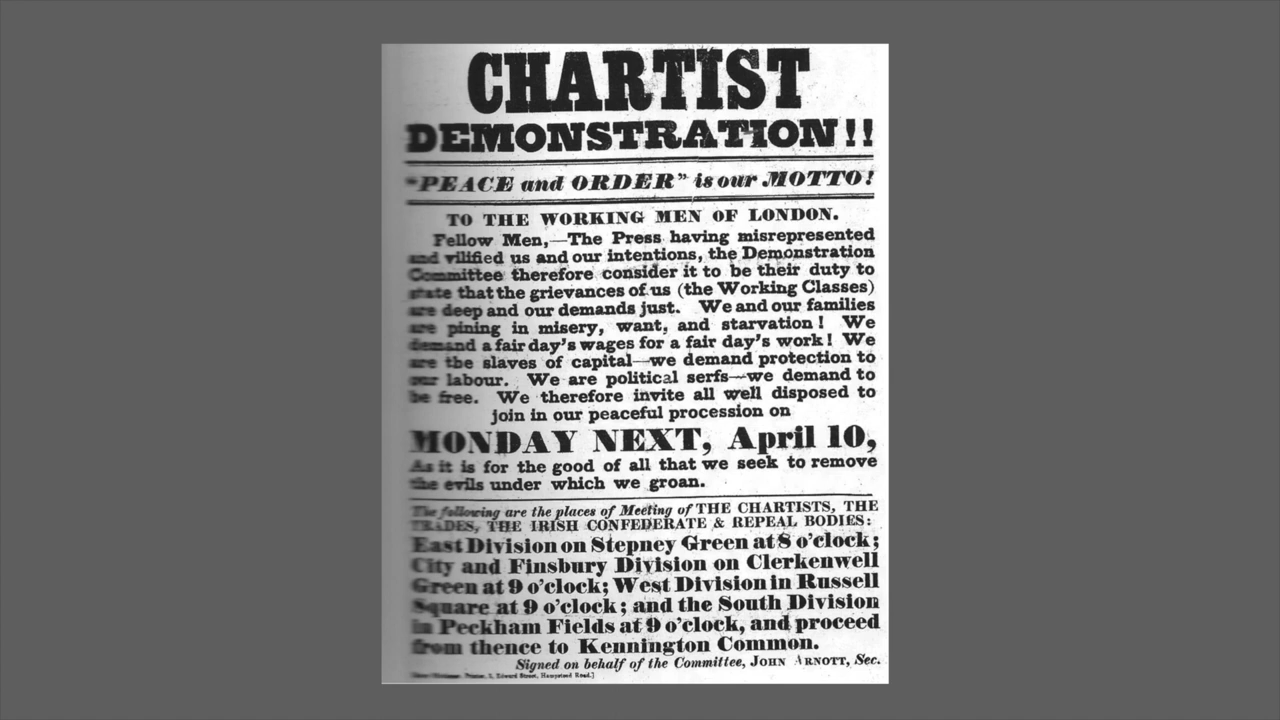 CHARTIST
DEMONSTRATION!!
"PEACE and ORDER" is our MOTTO!
TO THE WORKING MEN OF LONDON.
Fellow Men,—The Press having misrepresented
and vilified us and our intentions, the Demonstration
Committee therefore consider it to be their duty to
state that the grievances of us (the Working Classes)
are deep and our demands just. We and our families
are pining in misery, want, and starvation! We
demand a fair day's wages for a fair day's work! We
are the slaves of capital—we demand protection to
our labour. We are political serfs—we demand to
be free. We therefore invite all well disposed to
join in our peaceful procession on
MONDAY NEXT, April 10,
As it is for the good of all that we seek to remove
the evils under which we groan.
The following are the places of Meeting of THE CHARTISTS, THE
TRADES, THE IRISH CONFEDERATE & REPEAL BODIES:
East Division on Stepney Green at 8 o'clock;
City and Finsbury Division on Clerkenwell
Green at 9 o'clock; West Division in Russell
Square at 9 o'clock; and the South Division
in Peckham Fields at 9 o'clock, and proceed
from thence to Kennington Common.
Signed on behalf of the Committee, JOHN ARNOTT, Sec.
Printer, 2, Edward Street, Hampstead Road.]